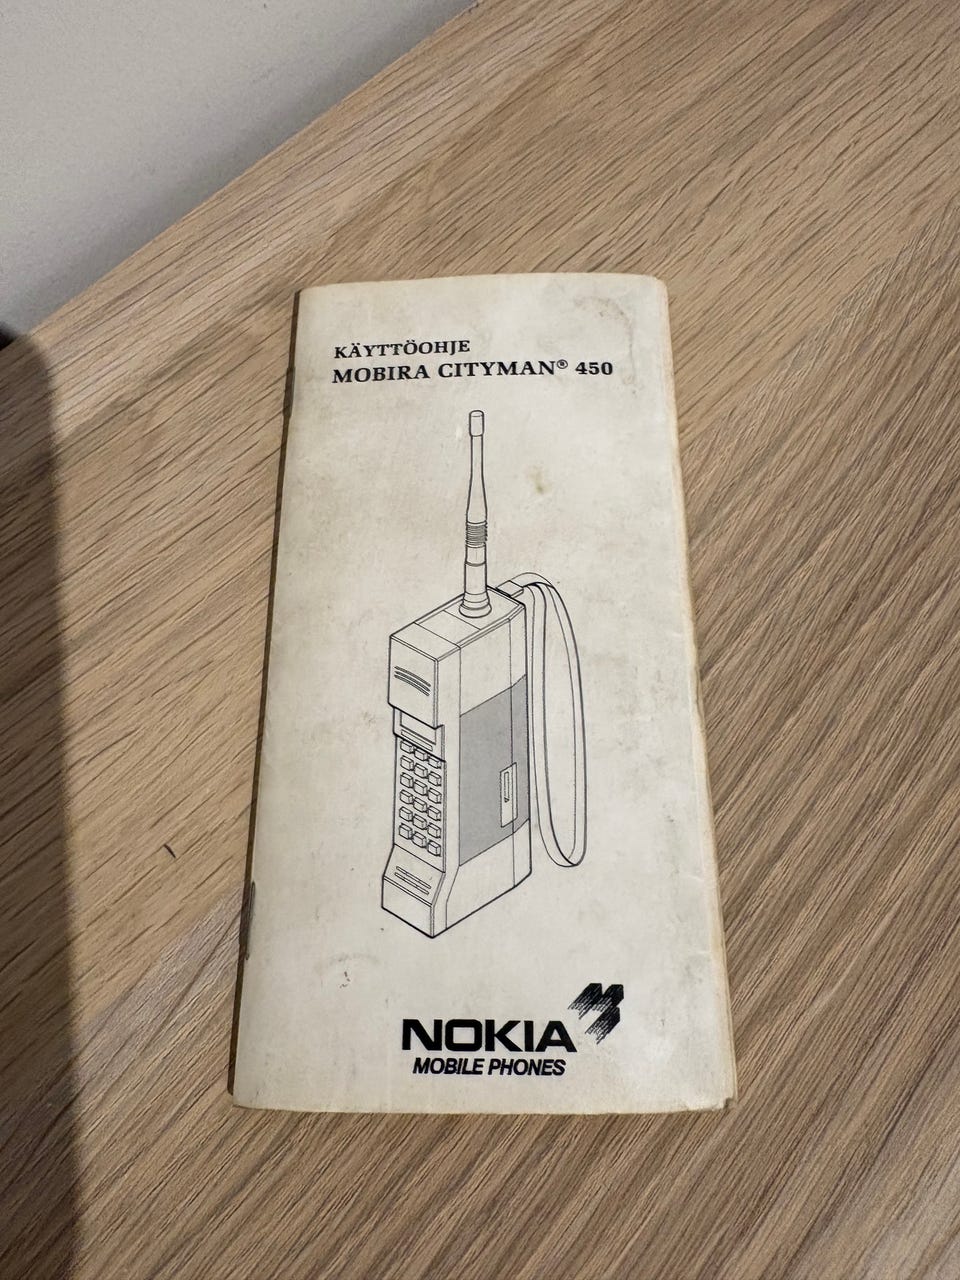 KÄYTTÖOHJE
MOBIRA CITYMAN® 450
NOKIA
MOBILE PHONES